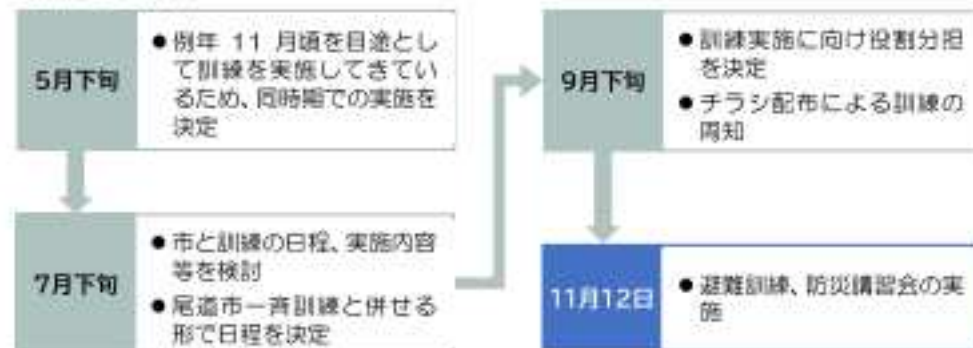 5月下旬
●例年 11 月頃を目途とし
て訓練を実施してきてい
るため、同時期での実施を
決定
7月下旬
●市と訓練の日程、実施内容
等を検討
●尾道市一斉訓練と併せる
形で日程を決定
9月下旬
●訓練実施に向け役割分担
を決定
●チラシ配布による訓練の
周知
11月12日
●避難訓練、防災講習会の実
施